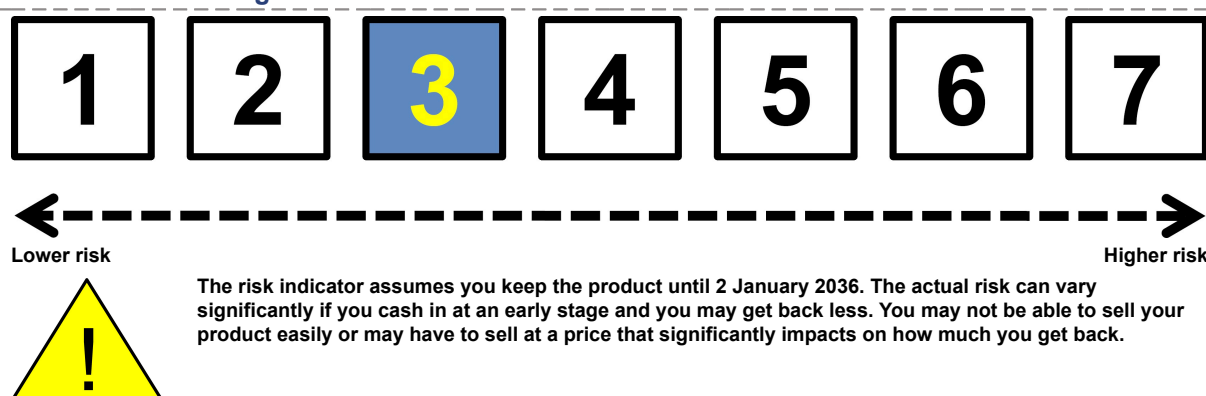 1 2 3 4 5 6 7
Lower risk Higher risk
The risk indicator assumes you keep the product until 2 January 2036. The actual risk can vary
significantly if you cash in at an early stage and you may get back less. You may not be able to sell your
product easily or may have to sell at a price that significantly impacts on how much you get back.
!